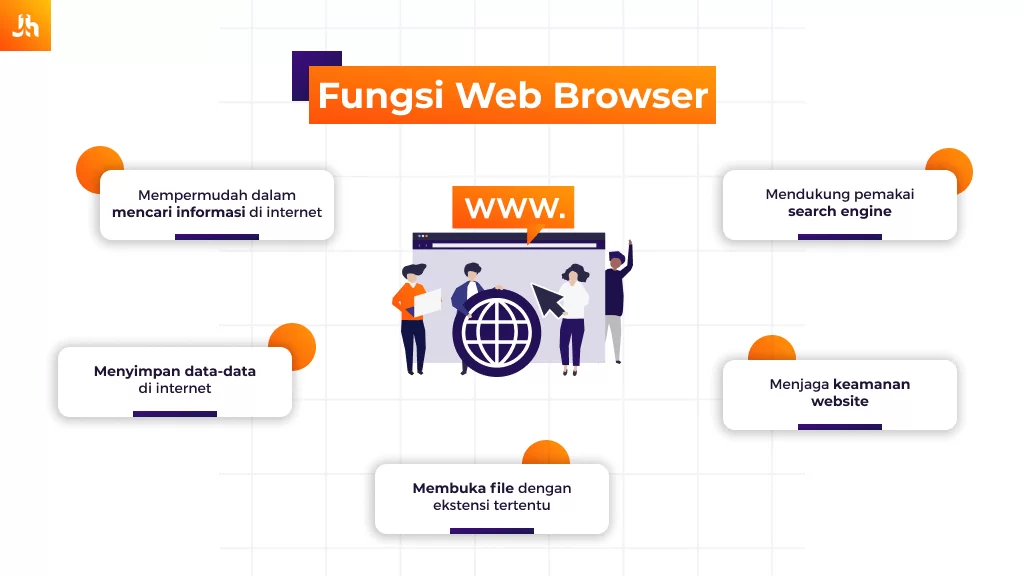 Jh
Fungsi Web Browser
Mempermudah dalam
mencari informasi di internet
WWW.
Mendukung pemakai
search engine
Menyimpan data-data
di internet
Menjaga keamanan
website
Membuka file dengan
ekstensi tertentu